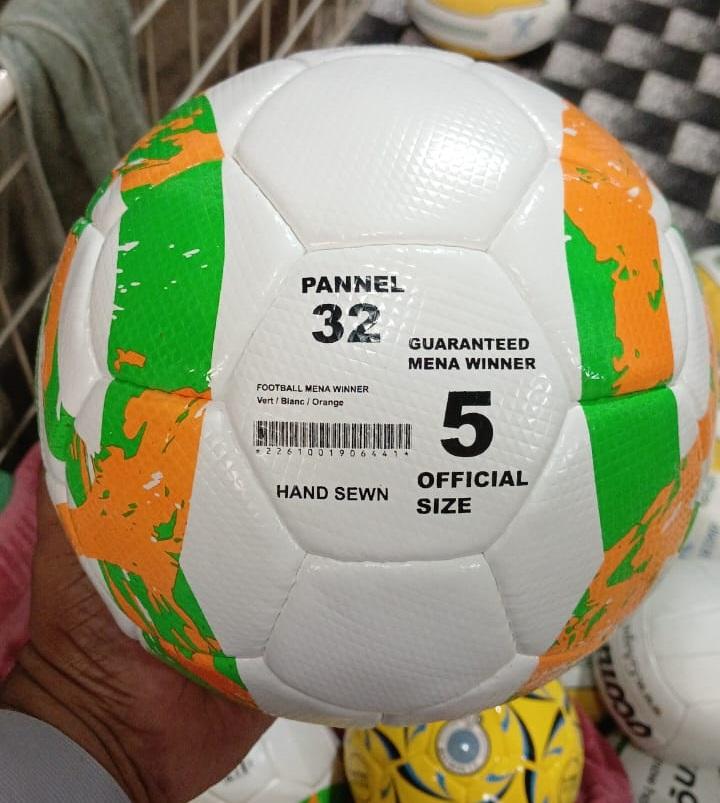 PANNEL
32
GUARANTEED
MENA WINNER
FOOTBALL MENA WINNER
Vert / Blanc / Orange
5
*2261001906441*
HAND SEWN
OFFICIAL
SIZE